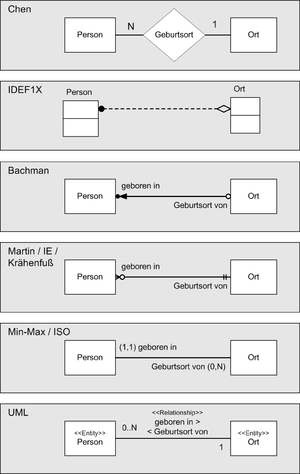 Chen
Person
N
Geburtsort
1
Ort
IDEF1X
Person
Ort
Bachman
Person
geboren in
Geburtsort von
Ort
Martin / IE /
Krähenfuß
Person
geboren in
Geburtsort von
Ort
Min-Max / ISO
Person
(1,1) geboren in
Geburtsort von (0,N)
Ort
UML
<<Entity>>
Person
0..N
<<Relationship>>
geboren in >
< Geburtsort von
1
<<Entity>>
Ort